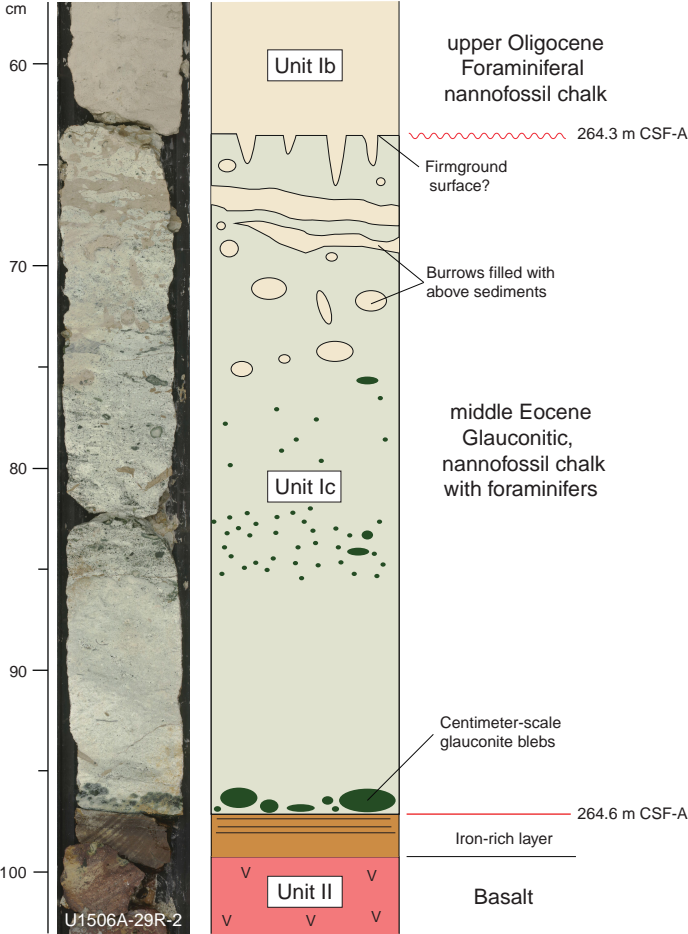 cm
60
70
80
90
100
U1506A-29R-2
Unit Ib
Unit Ic
Unit II
V
V
V
V
V
upper Oligocene
Foraminiferal
nannofossil chalk
264.3 m CSF-A
Firmground
surface?
Burrows filled with
above sediments
middle Eocene
Glauconitic,
nannofossil chalk
with foraminifers
Centimeter-scale
glauconite blebs
264.6 m CSF-A
Iron-rich layer
Basalt